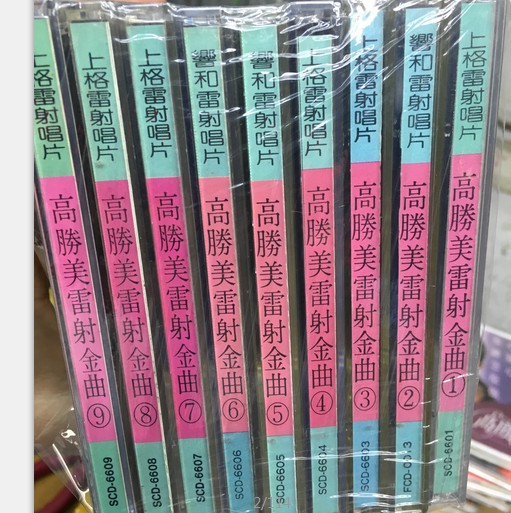 上格雷射唱片
高勝美雷射金曲①
SCD-6601
響和雷射唱片
高勝美雷射金曲②
響和雷射唱片
高勝美雷射金曲③
SCD-6603
上格雷射唱片
高勝美雷射金曲④
SCD-6604
響和雷射唱片
高勝美雷射金曲⑤
SCD-6605
響和雷射唱片
高勝美雷射金曲⑥
SCD-6606
上格雷射唱片
高勝美雷射金曲⑦
SCD-6607
上格雷射唱片
高勝美雷射金曲⑧
SCD-6608
上格雷射唱片
高勝美雷射金曲⑨
SCD-6609